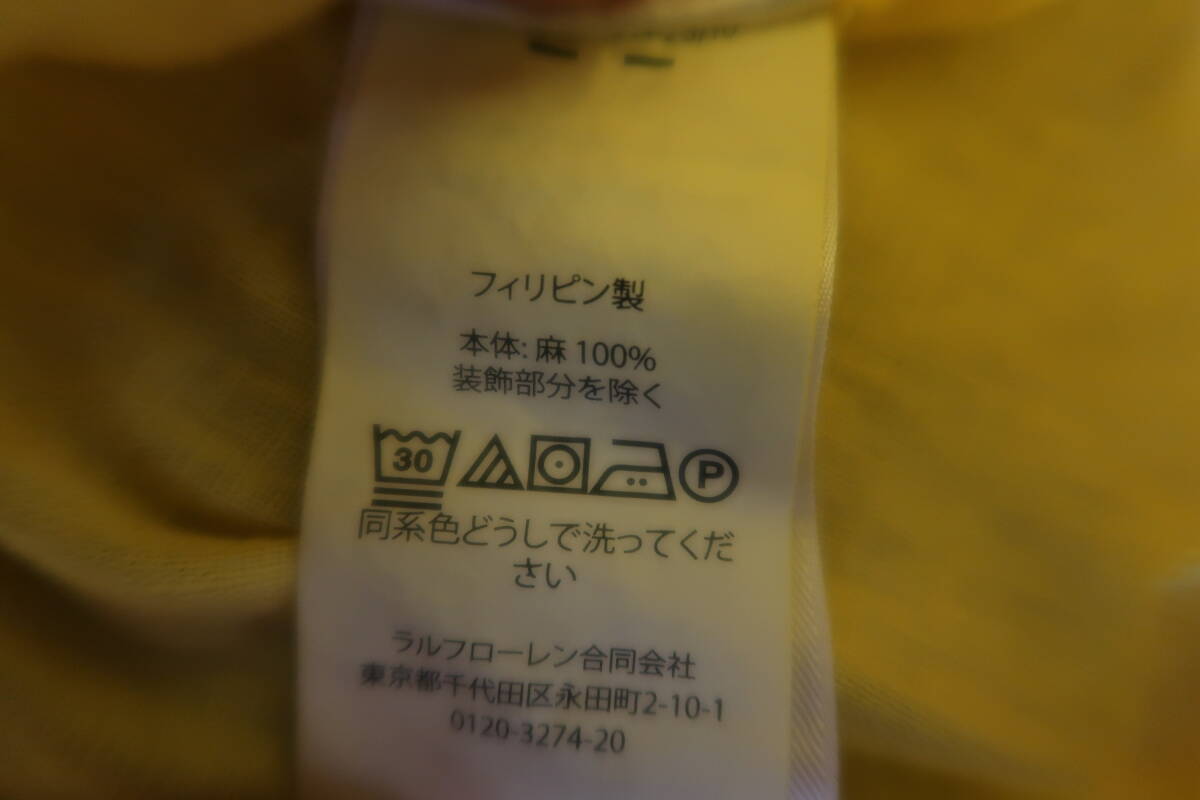 フィリピン製
本体: 麻 100%
装飾部分を除く
30 P
同系色どうしで洗ってくだ
さい
ラルフローレン合同会社
東京都千代田区永田町2-10-1
0120-3274-20